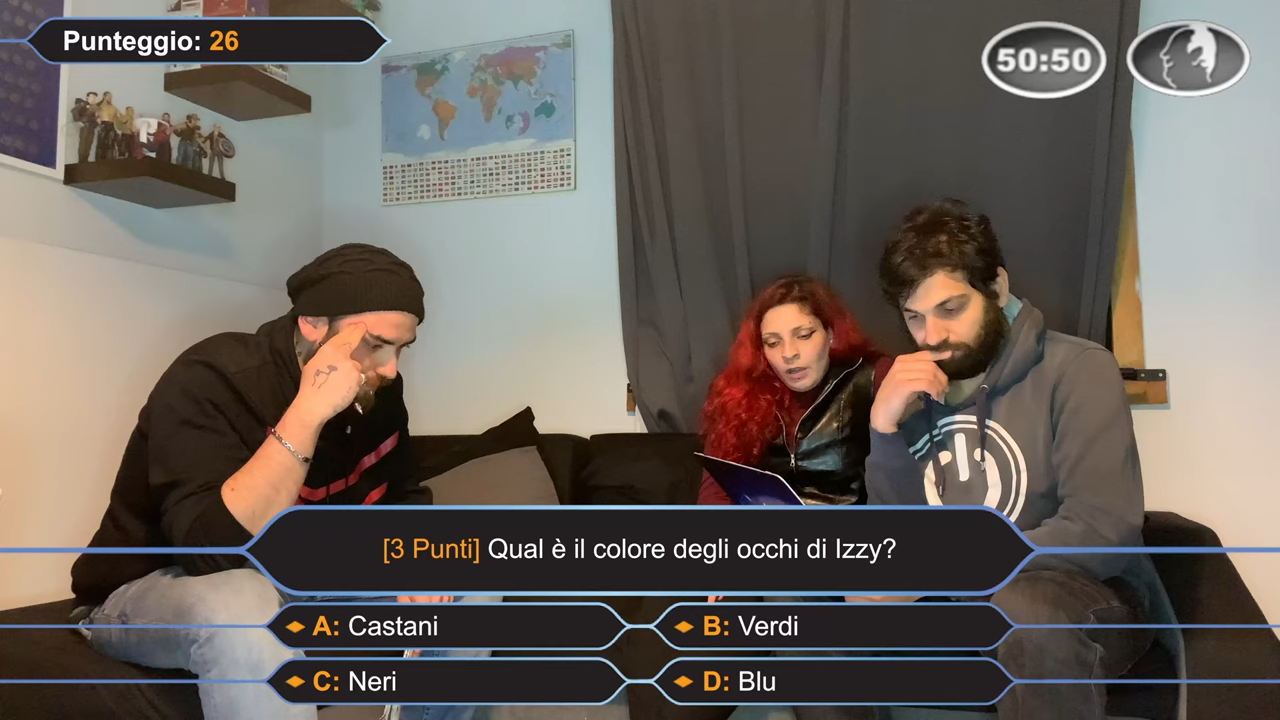 Punteggio: 26
50:50
[3 Punti] Qual è il colore degli occhi di Izzy?
A: Castani
B: Verdi
C: Neri
D: Blu